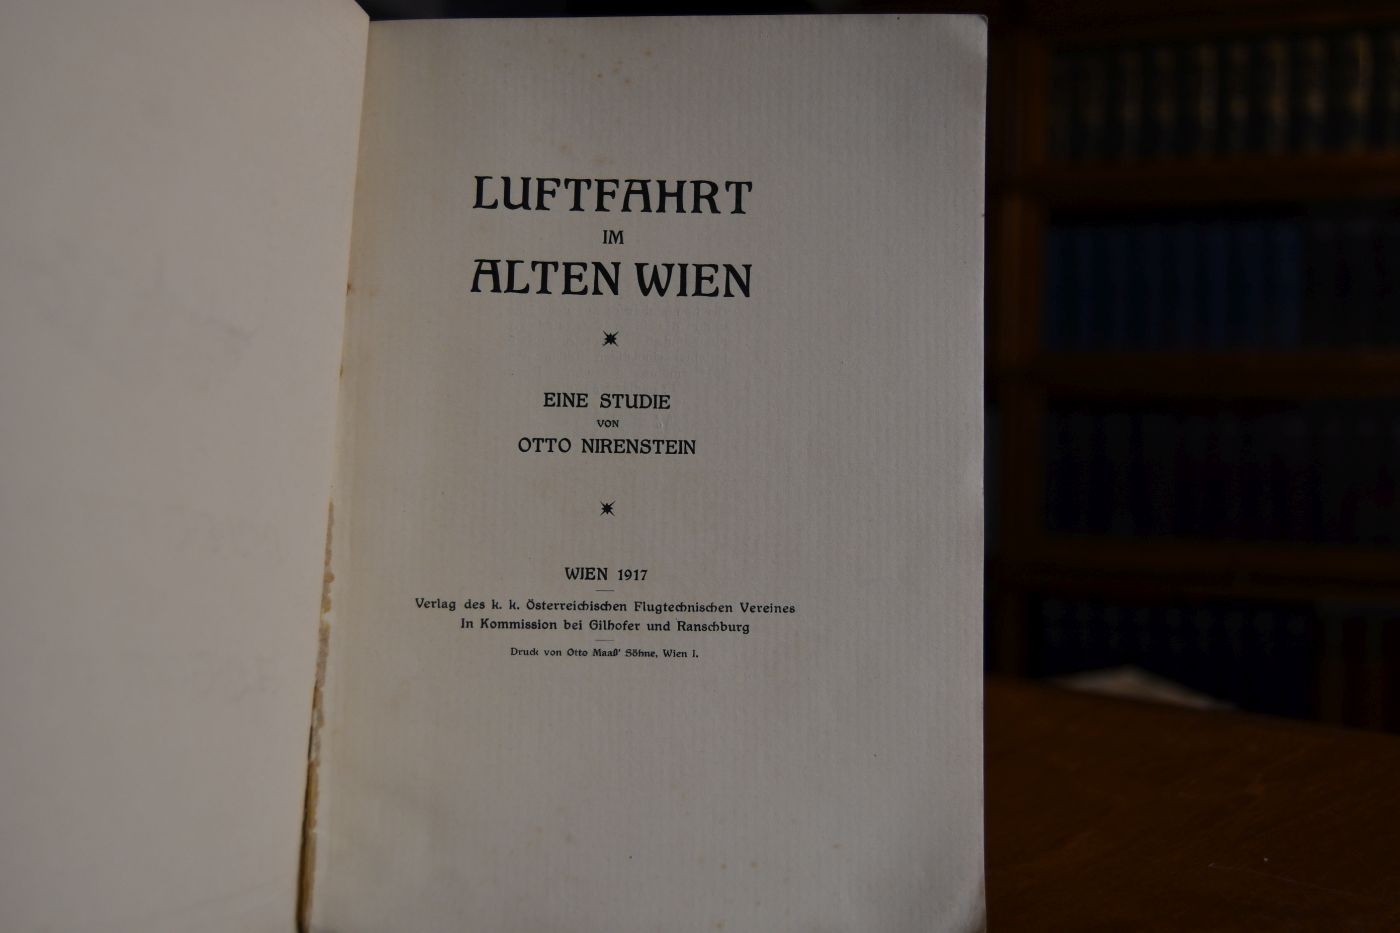 LUFTFAHRT
IM
ALTEN WIEN
EINE STUDIE
VON
OTTO NIRENSTEIN
WIEN 1917
Verlag des k. k. Österreichischen Flugtechnischen Vereines
In Kommission bei Gilhofer und Ranschburg
Druck von Otto Maaß' Söhne, Wien I.